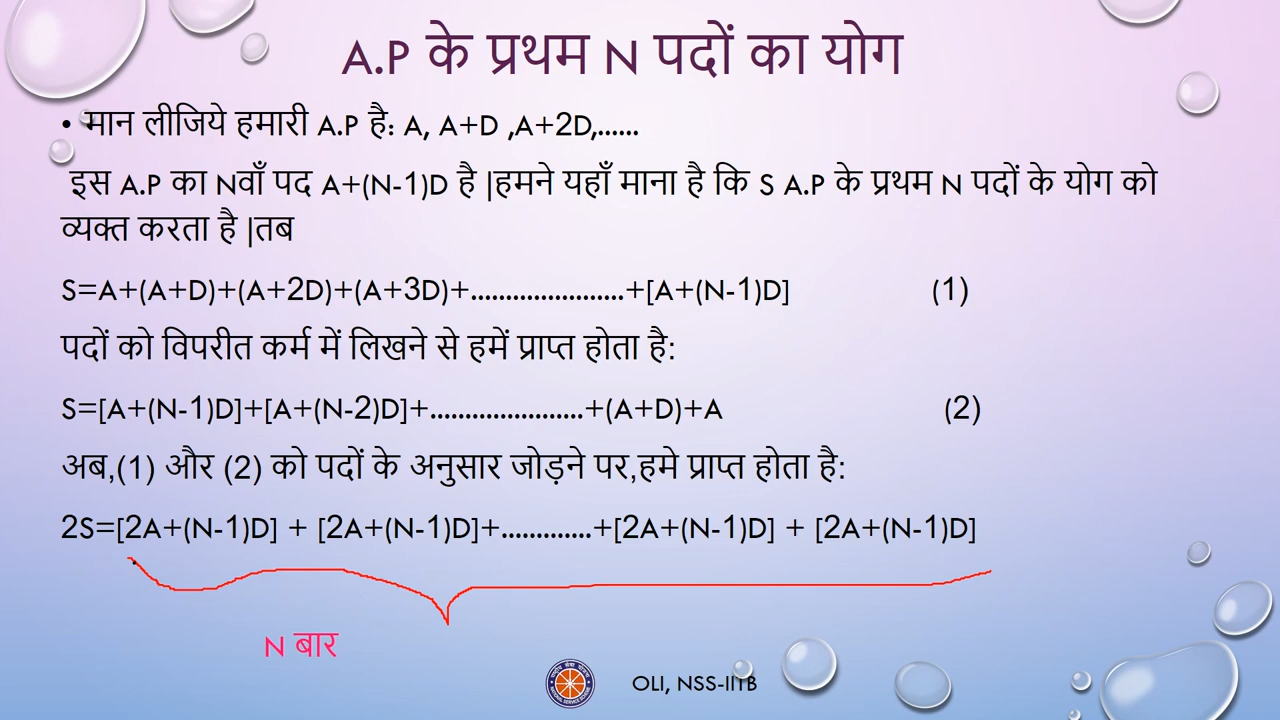 A.P के प्रथम N पदों का योग
• मान लीजिये हमारी A.P है: A, A+D ,A+2D,......
इस A.P का Nवाँ पद A+(N-1)D है |हमने यहाँ माना है कि S A.P के प्रथम N पदों के योग को
व्यक्त करता है |तब
S=A+(A+D)+(A+2D)+(A+3D)+......................+[A+(N-1)D] (1)
पदों को विपरीत कर्म में लिखने से हमें प्राप्त होता है:
S=[A+(N-1)D]+[A+(N-2)D]+......................+(A+D)+A (2)
अब,(1) और (2) को पदों के अनुसार जोड़ने पर,हमे प्राप्त होता है:
2S=[2A+(N-1)D] + [2A+(N-1)D]+.............+[2A+(N-1)D] + [2A+(N-1)D]
N बार
OLI, NSS-IITB